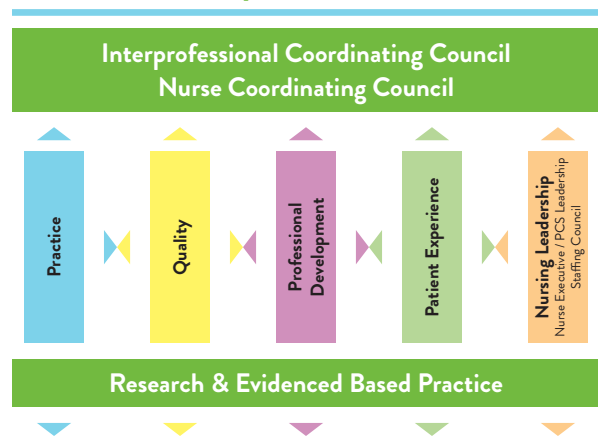 Interprofessional Coordinating Council
Nurse Coordinating Council
Practice
Quality
Professional
Development
Patient Experience
Nursing Leadership
Nurse Executive / PCS Leadership
Staffing Council
Research & Evidenced Based Practice